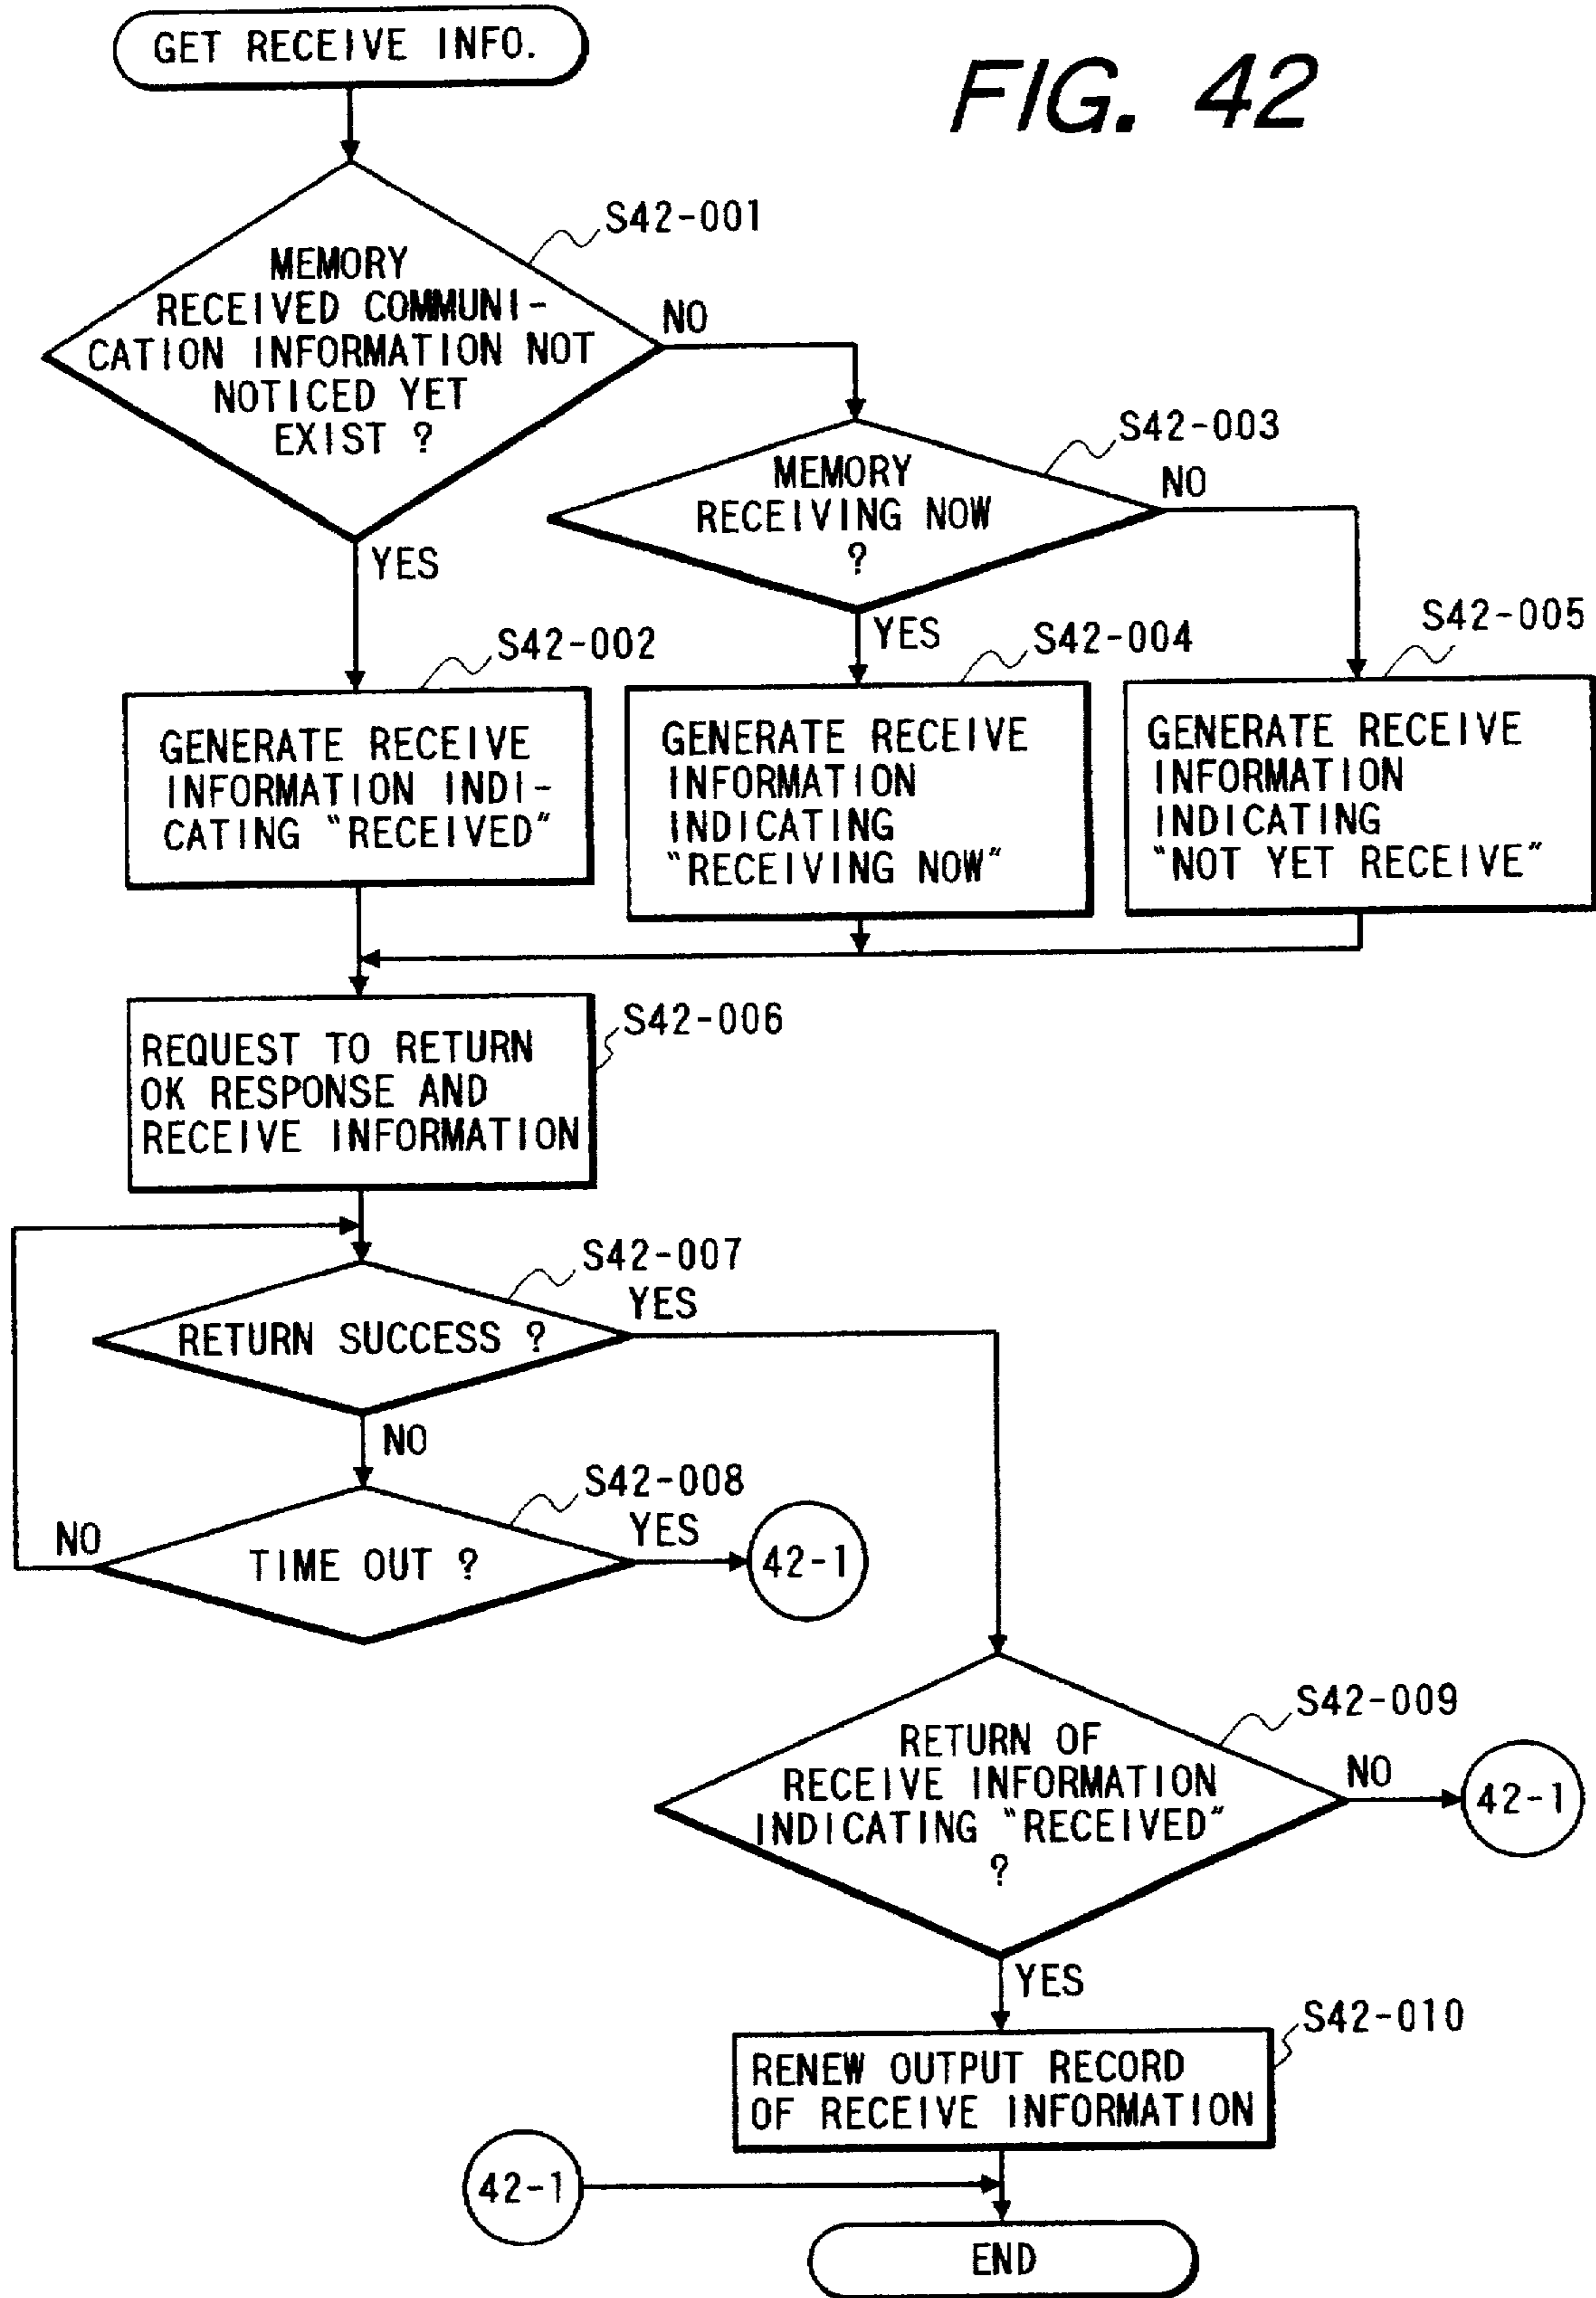 GET RECEIVE INFO.
FIG. 42
S42-001
MEMORY
RECEIVED COMMUNI-
CATION INFORMATION NOT
NOTICED YET
EXIST ?
NO
YES
S42-003
MEMORY
RECEIVING NOW
?
NO
YES
S42-002
GENERATE RECEIVE
INFORMATION INDI-
CATING "RECEIVED"
S42-004
GENERATE RECEIVE
INFORMATION
INDICATING
"RECEIVING NOW"
S42-005
GENERATE RECEIVE
INFORMATION
INDICATING
"NOT YET RECEIVE"
S42-006
REQUEST TO RETURN
OK RESPONSE AND
RECEIVE INFORMATION
S42-007
RETURN SUCCESS ?
YES
NO
S42-008
TIME OUT ?
NO
YES
42-1
S42-009
RETURN OF
RECEIVE INFORMATION
INDICATING "RECEIVED"
?
NO
42-1
YES
S42-010
RENEW OUTPUT RECORD
OF RECEIVE INFORMATION
42-1
END